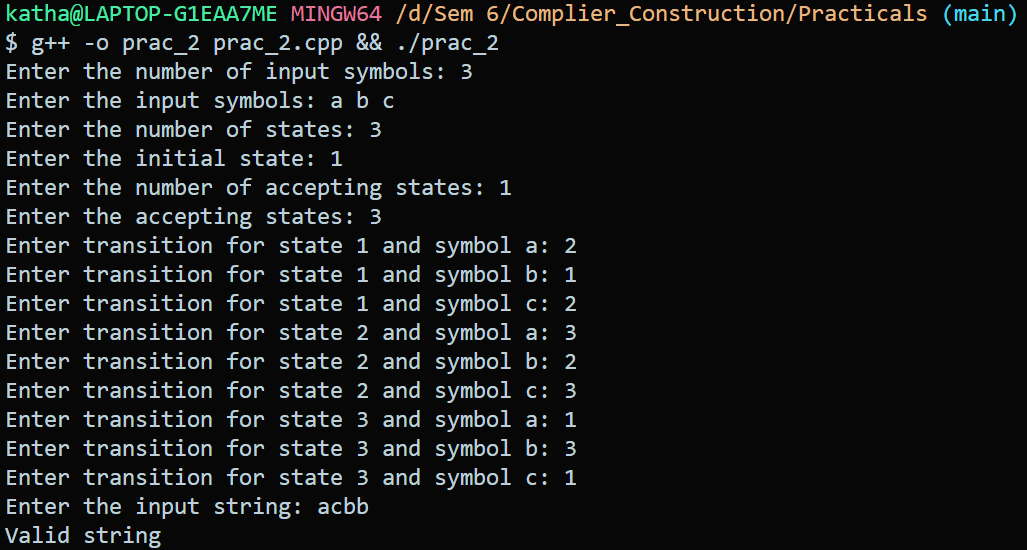 katha@LAPTOP-G1EAA7ME MINGW64 /d/Sem 6/Complier_Construction/Practicals (main)
$ g++ -o prac_2 prac_2.cpp && ./prac_2
Enter the number of input symbols: 3
Enter the input symbols: a b c
Enter the number of states: 3
Enter the initial state: 1
Enter the number of accepting states: 1
Enter the accepting states: 3
Enter transition for state 1 and symbol a: 2
Enter transition for state 1 and symbol b: 1
Enter transition for state 1 and symbol c: 2
Enter transition for state 2 and symbol a: 3
Enter transition for state 2 and symbol b: 2
Enter transition for state 2 and symbol c: 3
Enter transition for state 3 and symbol a: 1
Enter transition for state 3 and symbol b: 3
Enter transition for state 3 and symbol c: 1
Enter the input string: acbb
Valid string